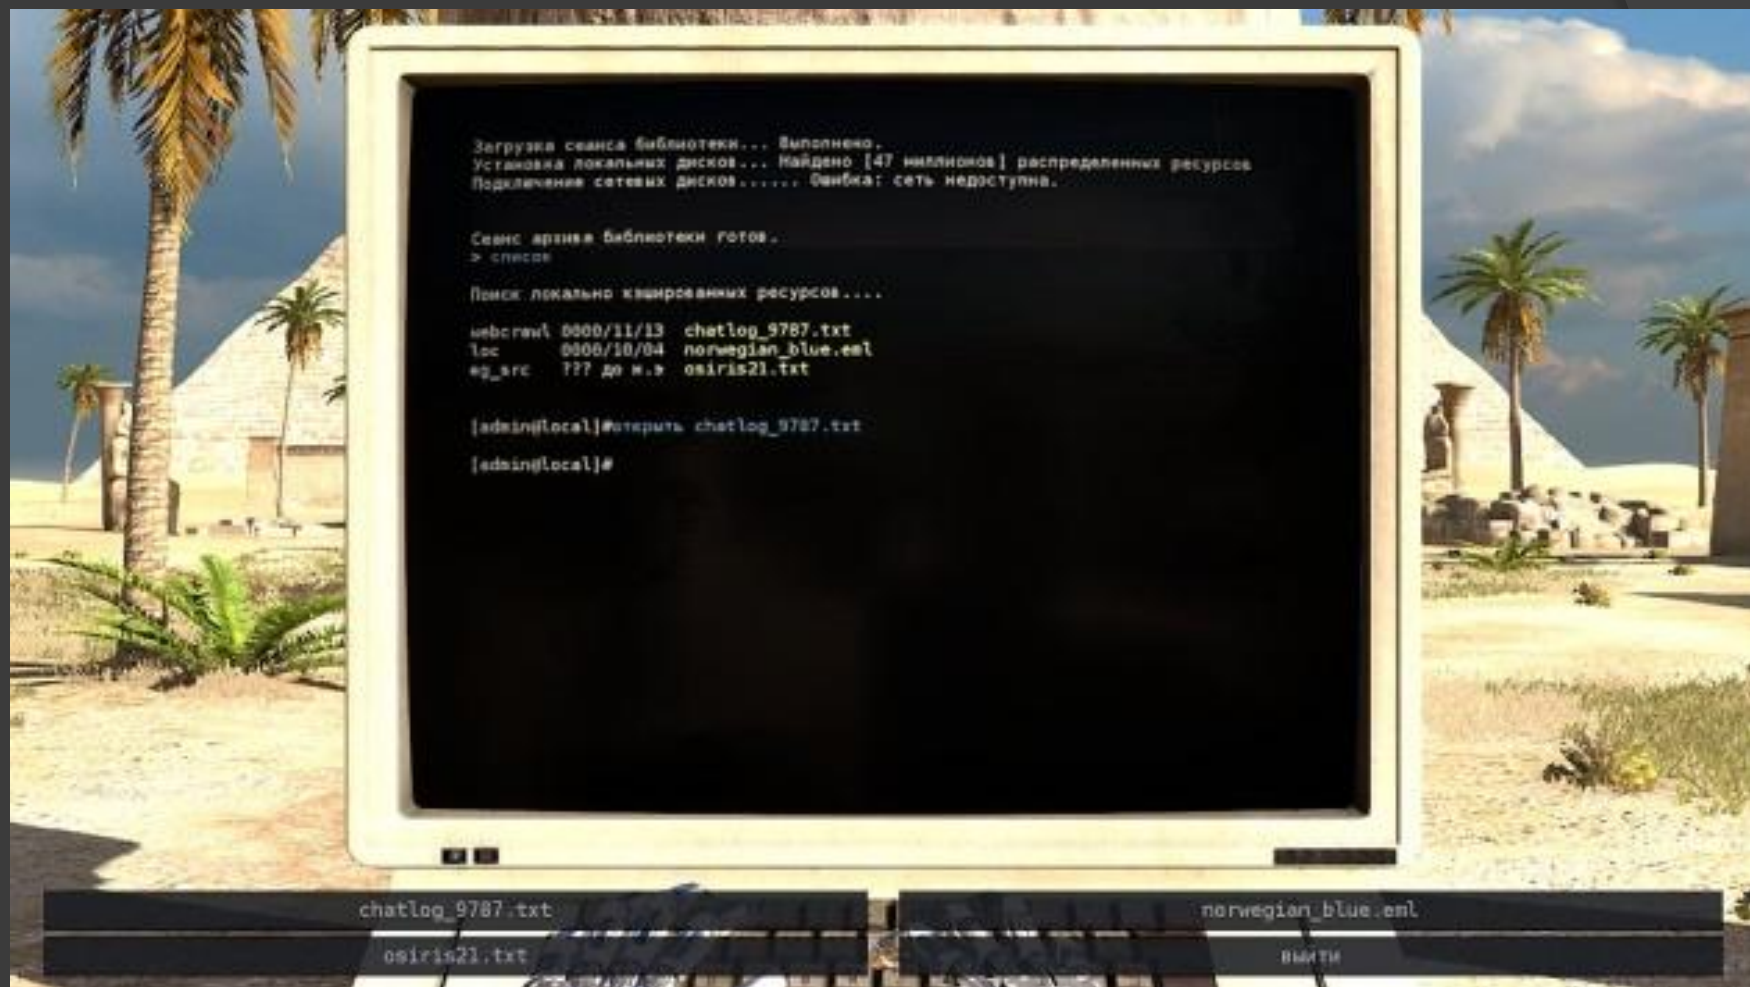 Загрузка сеанса библиотеки... Выполнено.
Установка локальных дисков... Найдено [47 миллионов] распределенных ресурсов
Подключение сетевых дисков...... Ошибка: сеть недоступна.
Сеанс архива библиотеки готов.
> список
Поиск локально кэшированных ресурсов....
webcrawl 0000/11/13 chatlog_9787.txt
loc 0000/10/04 norwegian_blue.eml
eg_src ??? до н.э osiris21.txt
[admin@local]#открыть chatlog_9787.txt
[admin@local]#
chatlog_9787.txt
norwegian_blue.eml
osiris21.txt
выйти